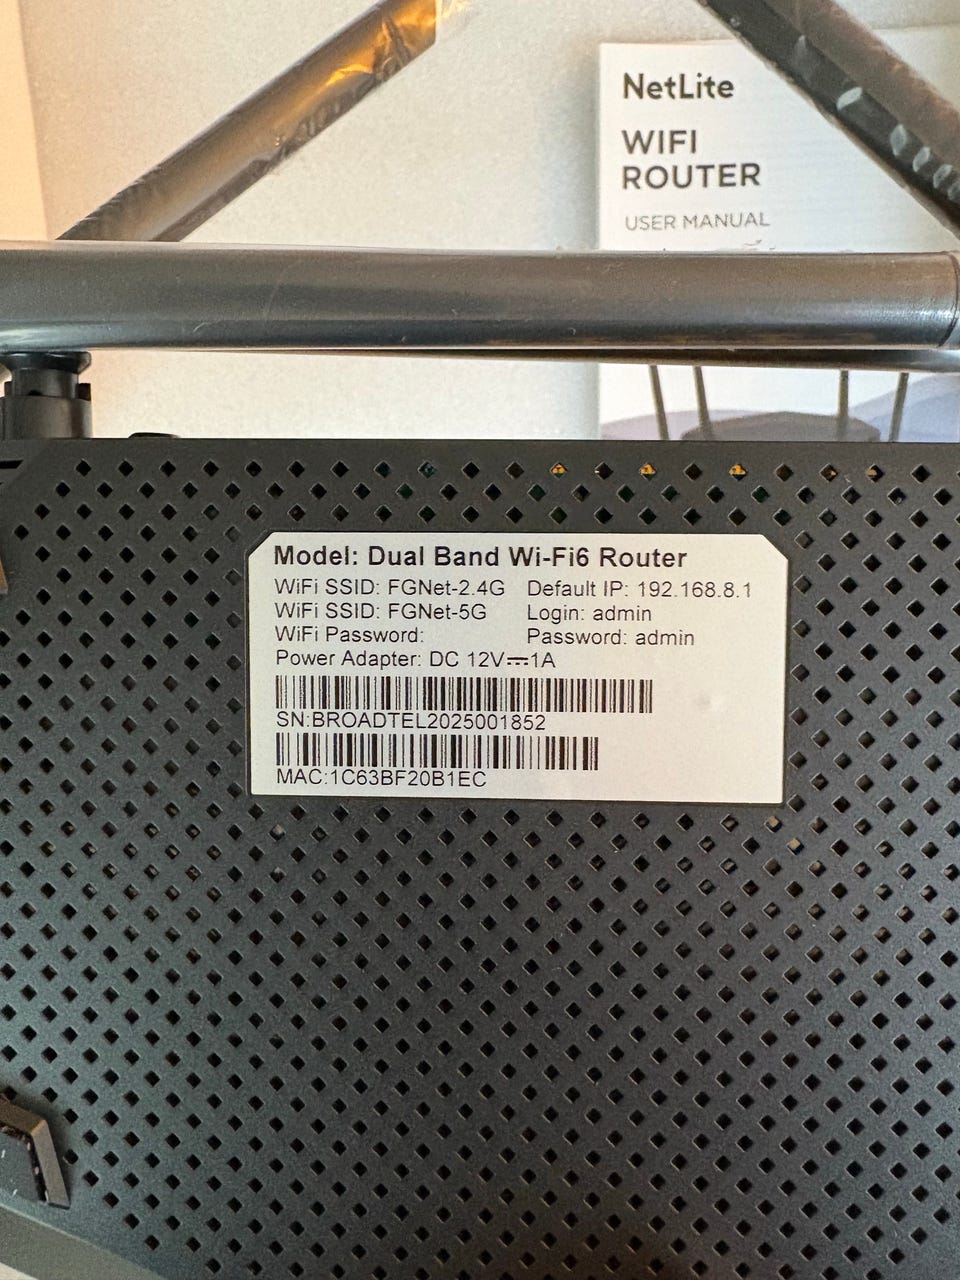 NetLite
WIFI
ROUTER
USER MANUAL
Model: Dual Band Wi-Fi6 Router
WiFi SSID: FGNet-2.4G Default IP: 192.168.8.1
WiFi SSID: FGNet-5G Login: admin
WiFi Password: Password: admin
Power Adapter: DC 12V⎓1A
SN:BROADTEL2025001852
MAC:1C63BF20B1EC